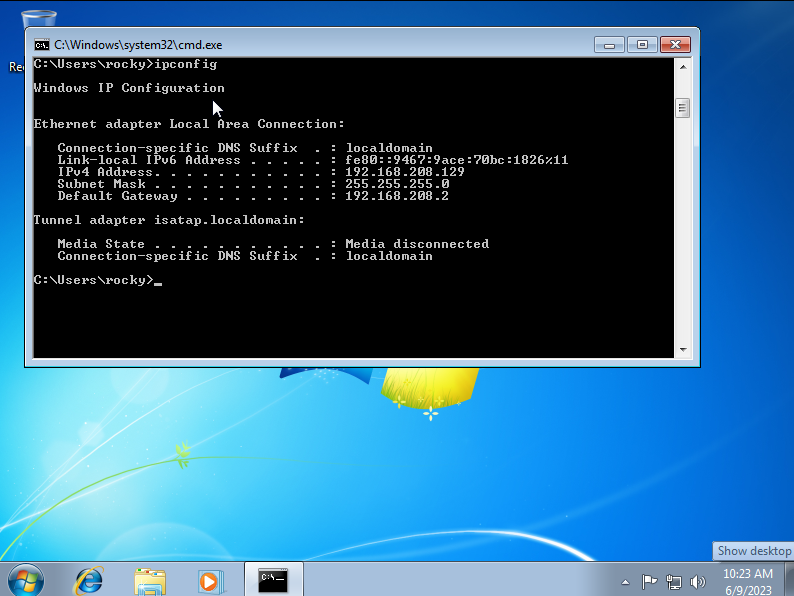 C:\Windows\system32\cmd.exe
C:\Users\rocky>ipconfig
Windows IP Configuration
Ethernet adapter Local Area Connection:
Connection-specific DNS Suffix . : localdomain
Link-local IPv6 Address . . . . . : fe80::9467:9ace:70bc:1826%11
IPv4 Address. . . . . . . . . . . : 192.168.208.129
Subnet Mask . . . . . . . . . . . : 255.255.255.0
Default Gateway . . . . . . . . . : 192.168.208.2
Tunnel adapter isatap.localdomain:
Media State . . . . . . . . . . . : Media disconnected
Connection-specific DNS Suffix . : localdomain
C:\Users\rocky>_
Show desktop
C:\_
10:23 AM
6/9/2023